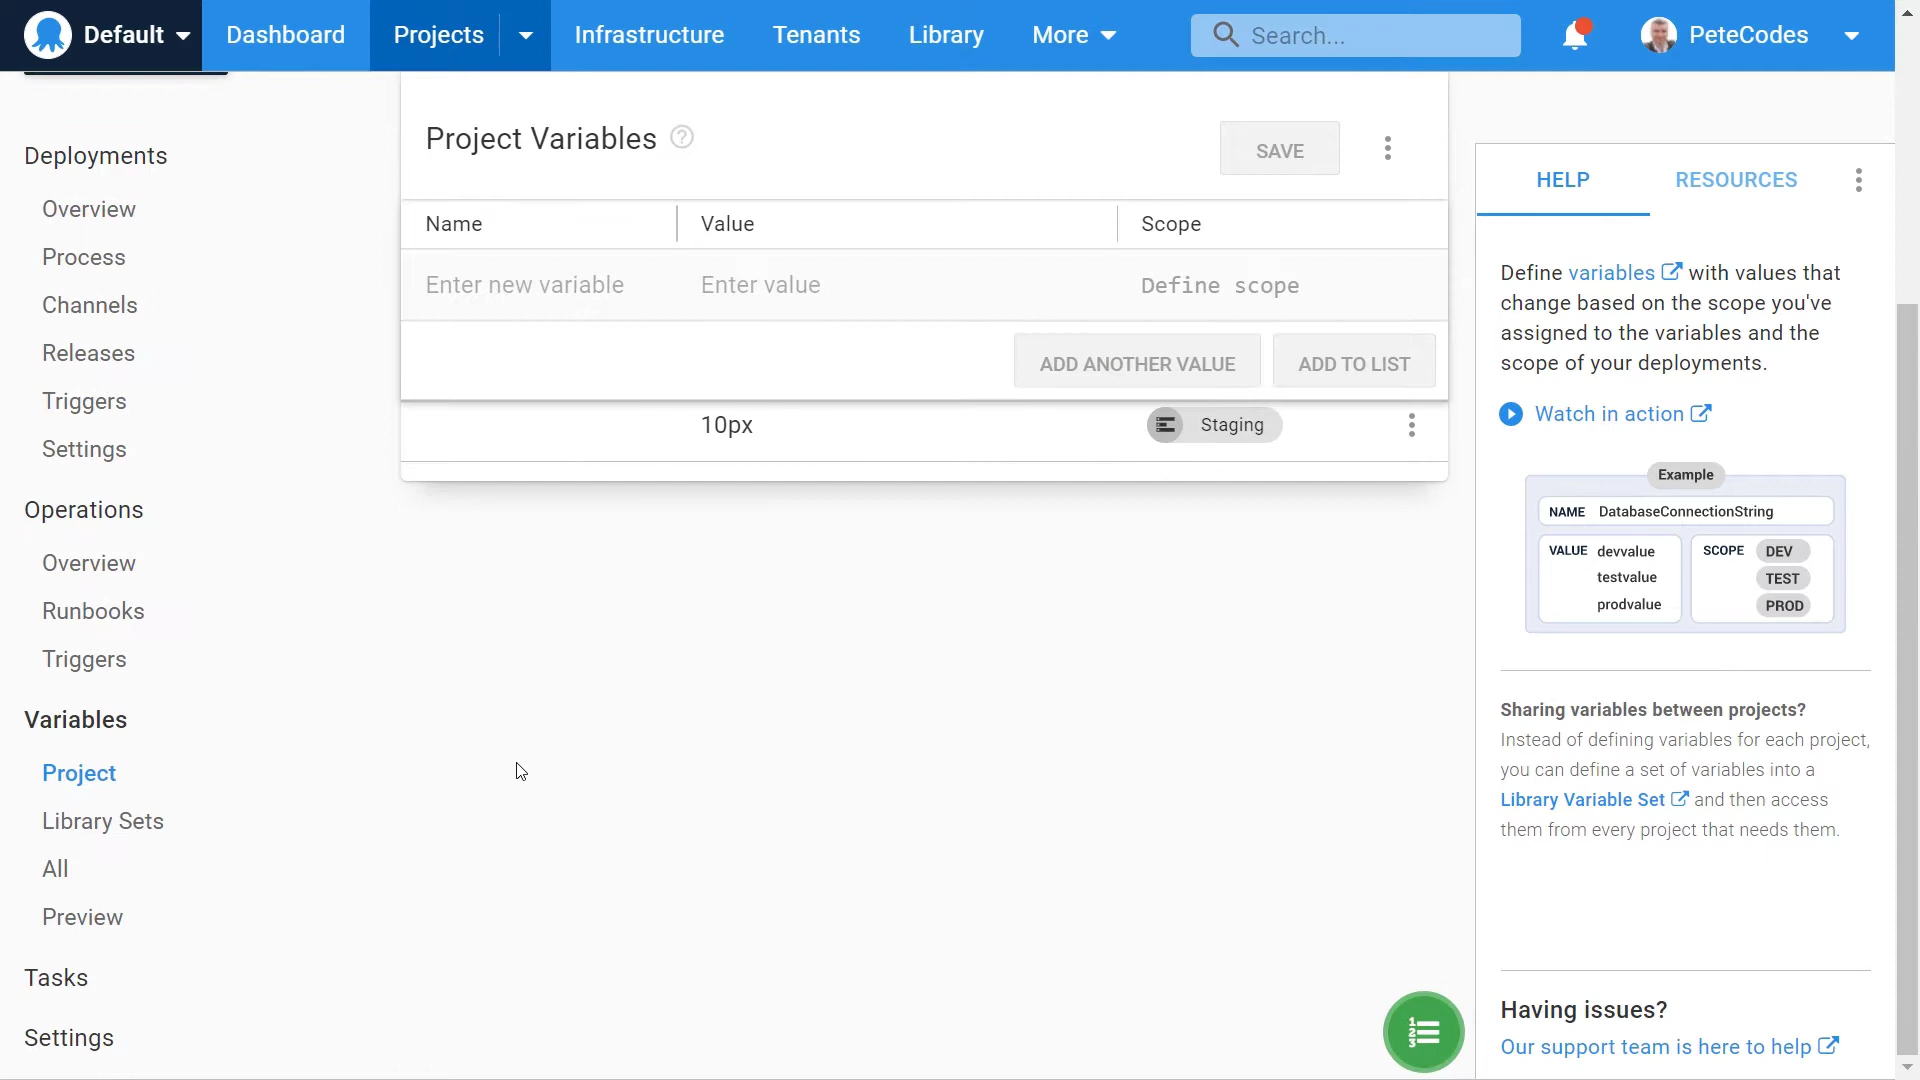 Default
Dashboard
Projects
Infrastructure
Tenants
Library
More
Search...
PeteCodes
Deployments
Overview
Process
Channels
Releases
Triggers
Settings
Operations
Overview
Runbooks
Triggers
Variables
Project
Library Sets
All
Preview
Tasks
Settings
Project Variables ?
SAVE
Name
Value
Scope
Enter new variable
Enter value
Define scope
ADD ANOTHER VALUE
ADD TO LIST
10px
Staging
HELP
RESOURCES
Define variables with values that
change based on the scope you've
assigned to the variables and the
scope of your deployments.
Watch in action
Example
NAME DatabaseConnectionString
VALUE devvalue
testvalue
prodvalue
SCOPE DEV
TEST
PROD
Sharing variables between projects?
Instead of defining variables for each project,
you can define a set of variables into a
Library Variable Set and then access
them from every project that needs them.
Having issues?
Our support team is here to help
1
2
3